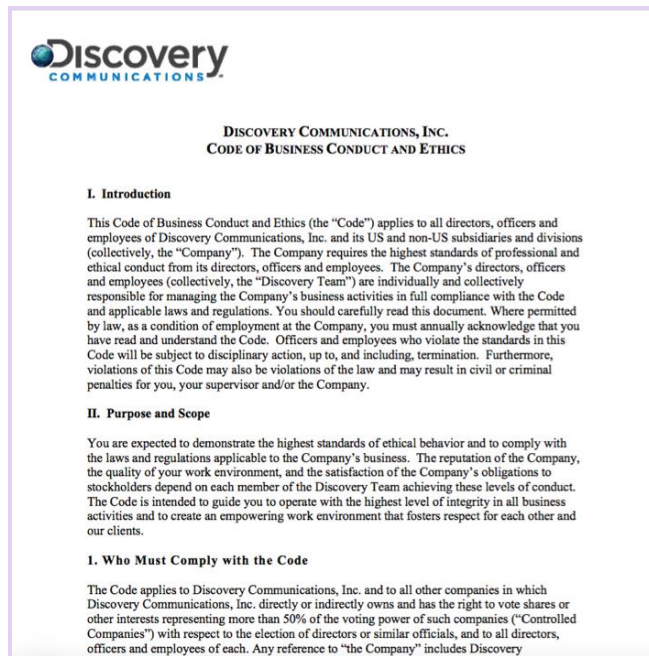 Discovery
COMMUNICATIONS
DISCOVERY COMMUNICATIONS, INC.
CODE OF BUSINESS CONDUCT AND ETHICS
I. Introduction
This Code of Business Conduct and Ethics (the “Code”) applies to all directors, officers and
employees of Discovery Communications, Inc. and its US and non-US subsidiaries and divisions
(collectively, the “Company”). The Company requires the highest standards of professional and
ethical conduct from its directors, officers and employees. The Company’s directors, officers
and employees (collectively, the “Discovery Team”) are individually and collectively
responsible for managing the Company’s business activities in full compliance with the Code
and applicable laws and regulations. You should carefully read this document. Where permitted
by law, as a condition of employment at the Company, you must annually acknowledge that you
have read and understand the Code. Officers and employees who violate the standards in this
Code will be subject to disciplinary action, up to, and including, termination. Furthermore,
violations of this Code may also be violations of the law and may result in civil or criminal
penalties for you, your supervisor and/or the Company.
II. Purpose and Scope
You are expected to demonstrate the highest standards of ethical behavior and to comply with
the laws and regulations applicable to the Company’s business. The reputation of the Company,
the quality of your work environment, and the satisfaction of the Company’s obligations to
stockholders depend on each member of the Discovery Team achieving these levels of conduct.
The Code is intended to guide you to operate with the highest level of integrity in all business
activities and to create an empowering work environment that fosters respect for each other and
our clients.
1. Who Must Comply with the Code
The Code applies to Discovery Communications, Inc. and to all other companies in which
Discovery Communications, Inc. directly or indirectly owns and has the right to vote shares or
other interests representing more than 50% of the voting power of such companies (“Controlled
Companies”) with respect to the election of directors or similar officials, and to all directors,
officers and employees of each. Any reference to “the Company” includes Discovery